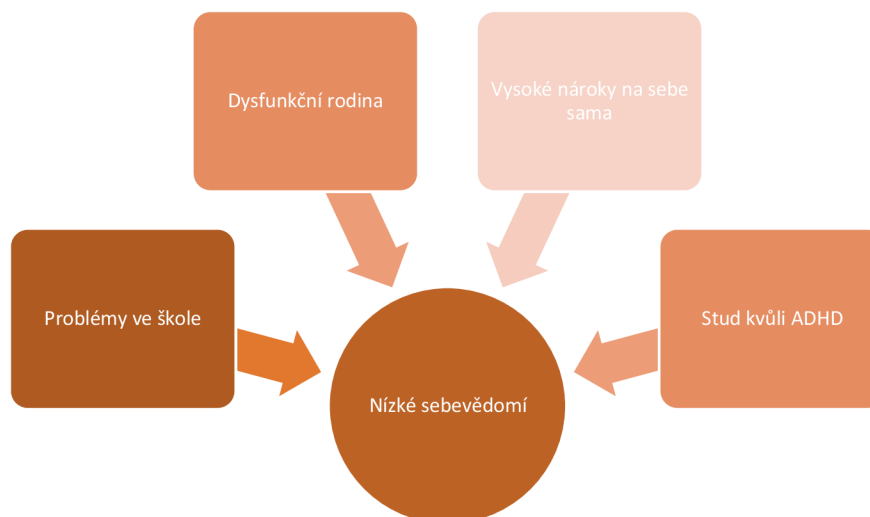 Dysfunkční rodina
Vysoké nároky na sebe
sama
Problémy ve škole
Stud kvůli ADHD
Nízké sebevědomí